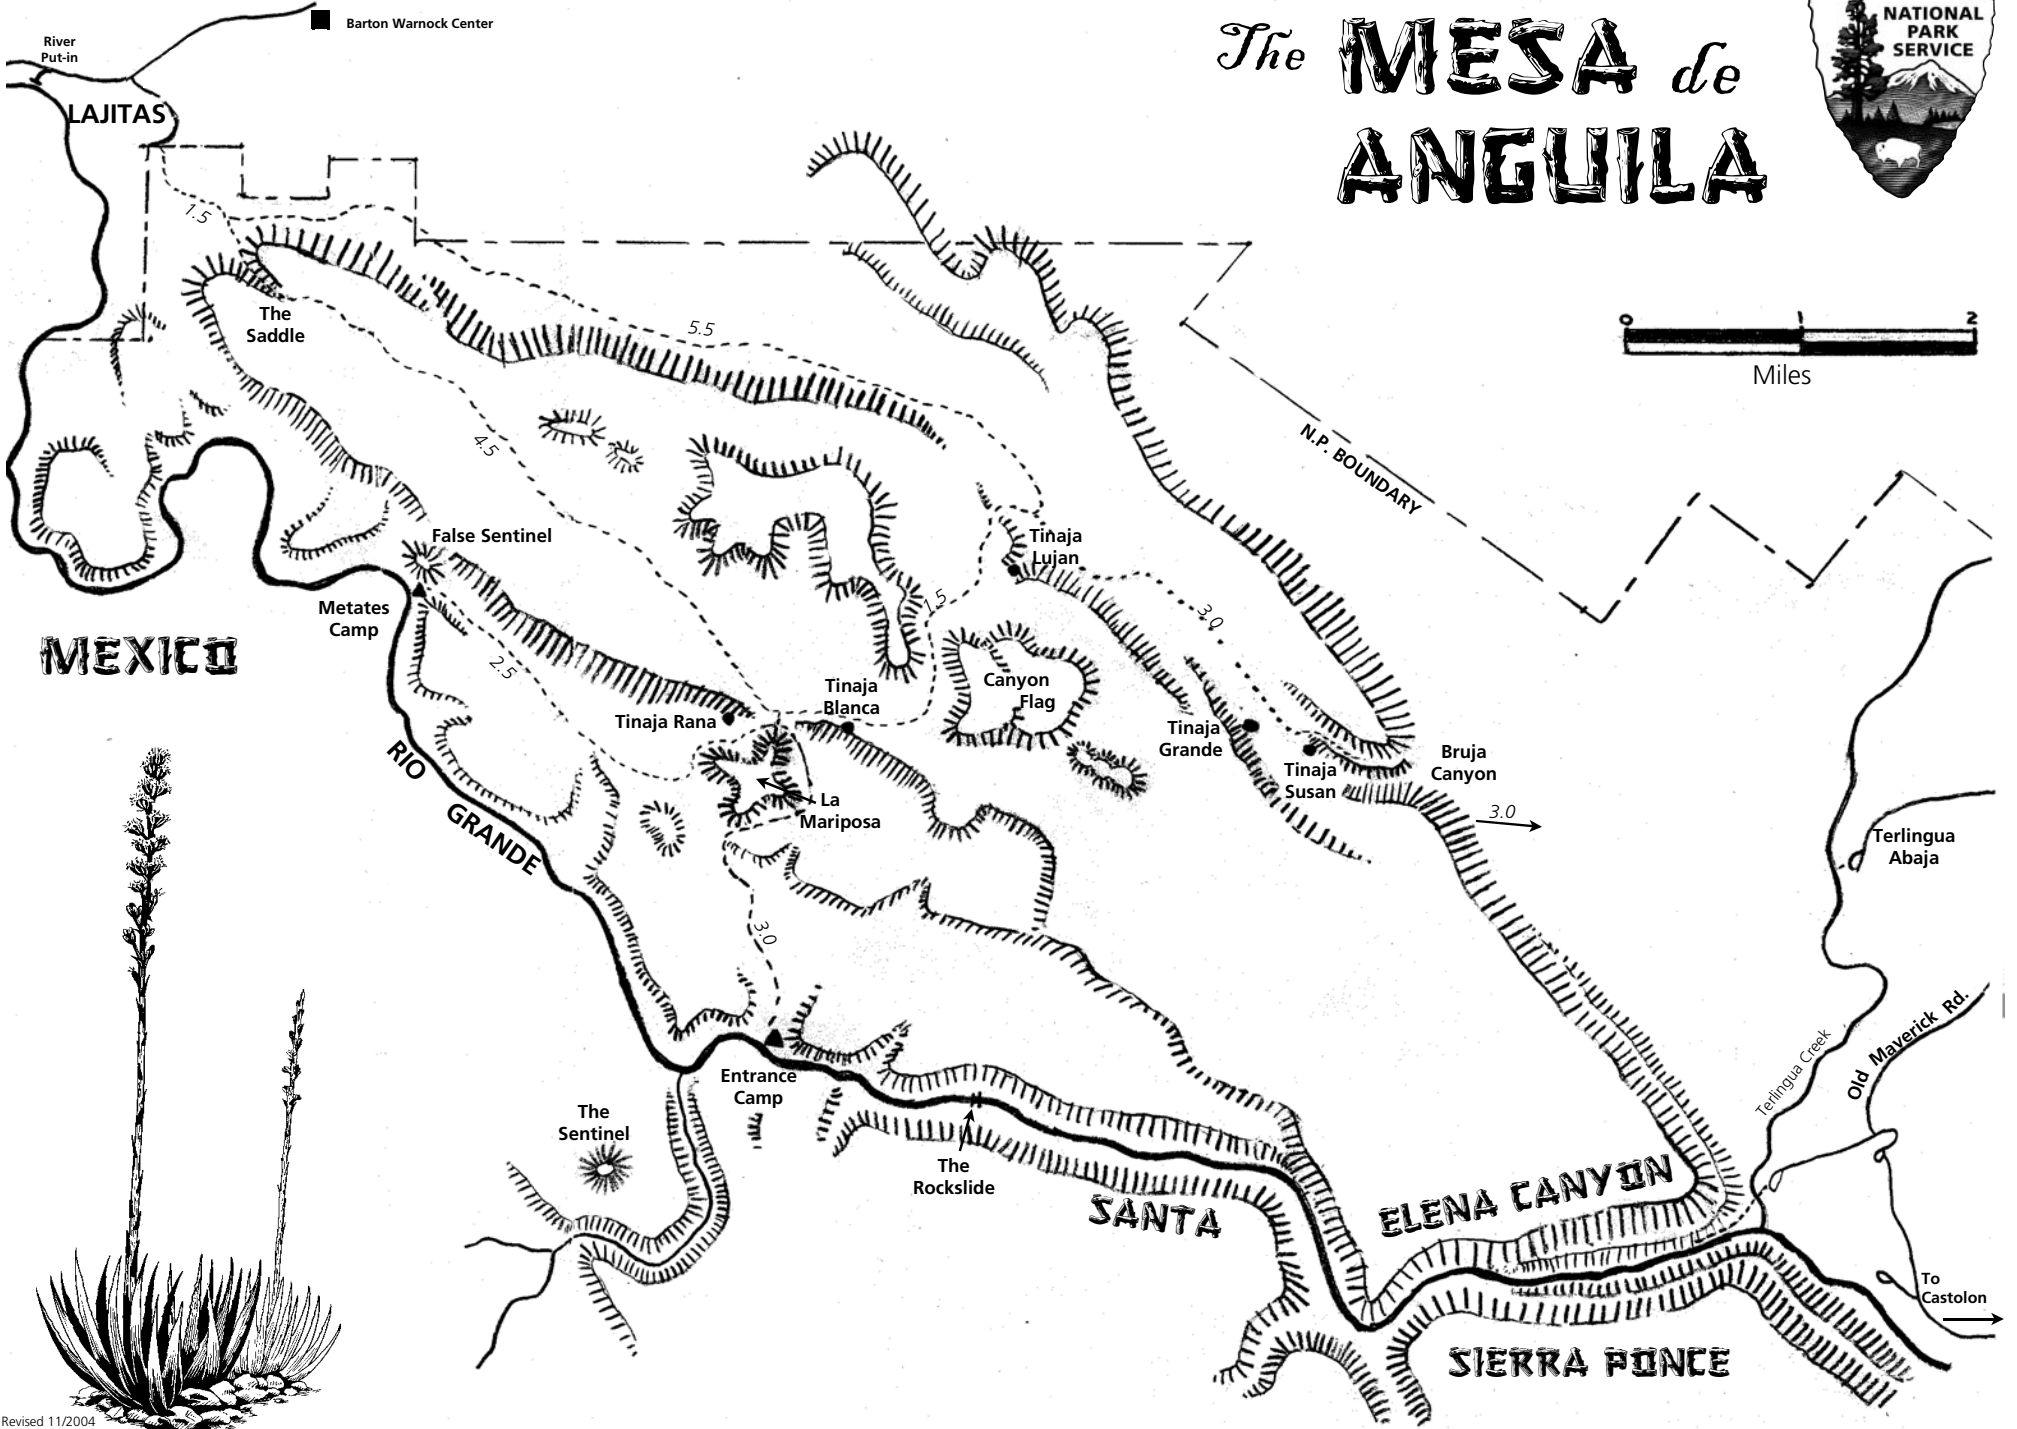 Barton Warnock Center
River
Put-in
LAJITAS
The MESA de
ANGUILA
NATIONAL
PARK
SERVICE
1.5
The
Saddle
5.5
0 1 2
Miles
4.5
N.P. BOUNDARY
False Sentinel
Tinaja
Lujan
Metates
Camp
1.5
3.0
MEXICO
2.5
Canyon
Flag
Tinaja
Blanca
Tinaja Rana
Tinaja
Grande
Tinaja
Susan
Bruja
Canyon
RIO
GRANDE
La
Mariposa
3.0
Terlingua
Abaja
3.0
Terlingua Creek
Old Maverick Rd.
Entrance
Camp
The
Sentinel
The
Rockslide
SANTA
ELENA CANYON
To
Castolon
SIERRA PONCE
Revised 11/2004